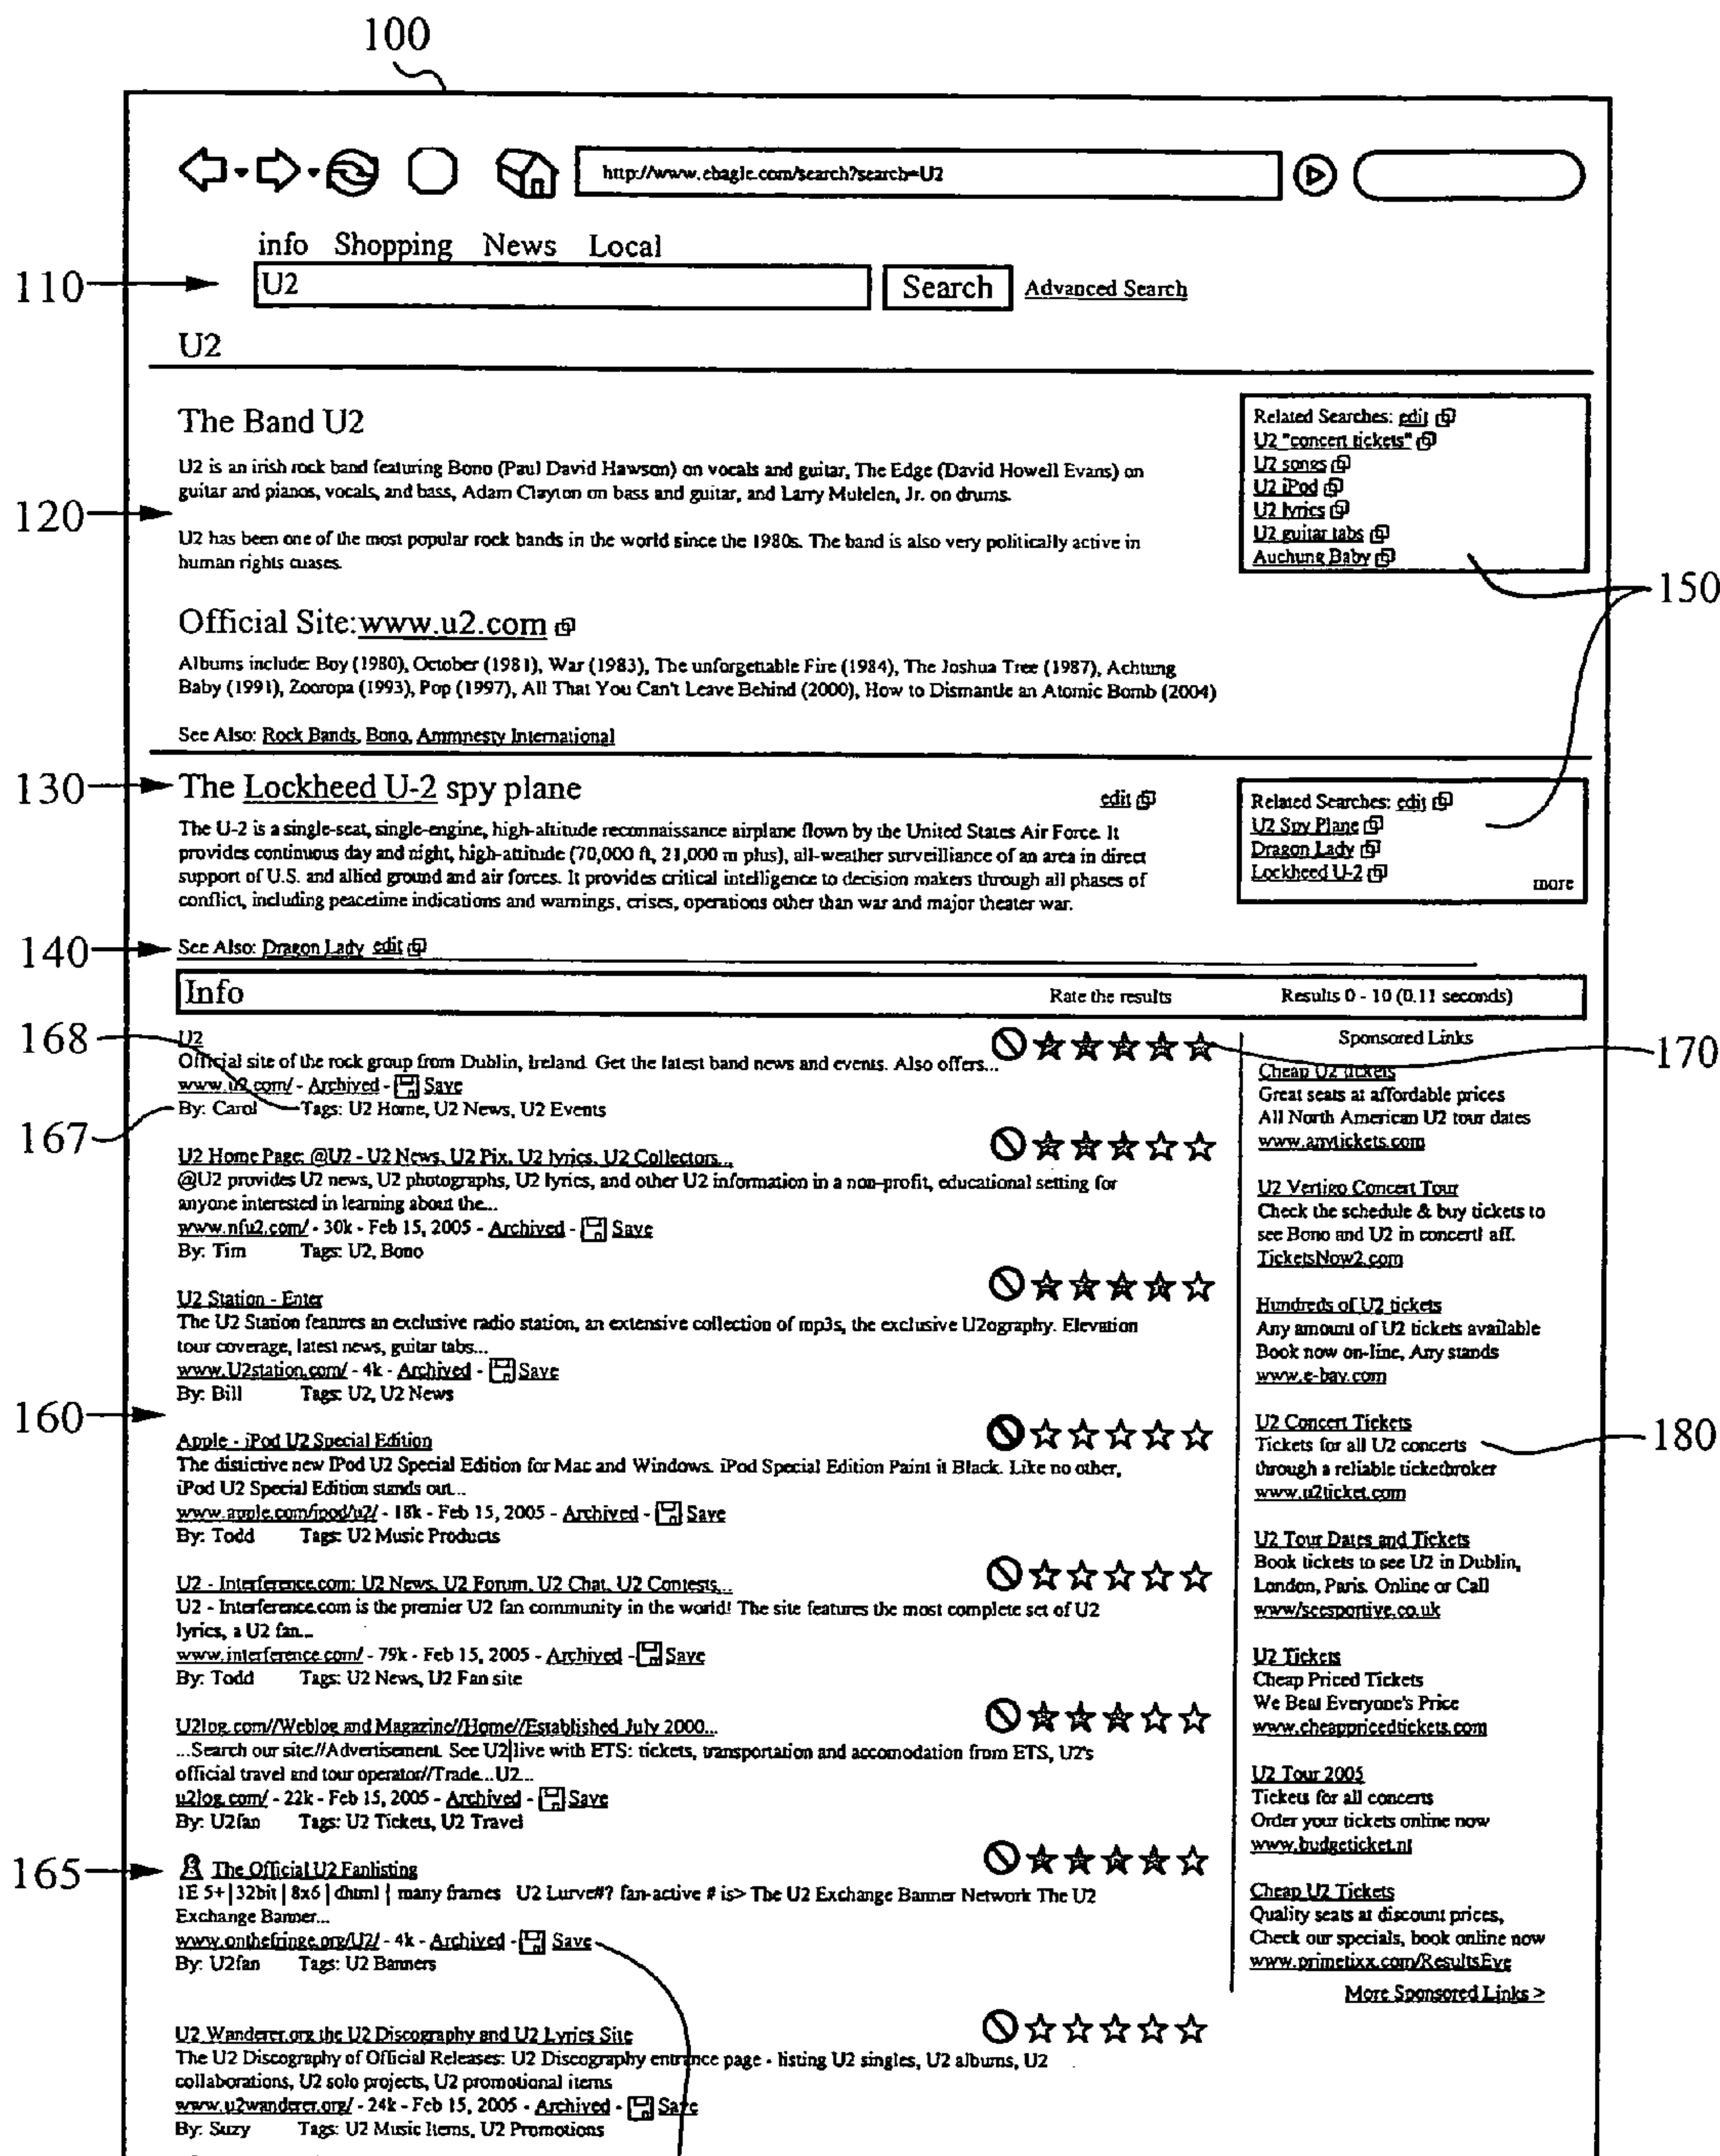 100
http://www.ebagle.com/search?search=U2
info Shopping News Local
110
U2
Search
Advanced Search
U2
The Band U2
U2 is an irish rock band featuring Bono (Paul David Hawson) on vocals and guitar, The Edge (David Howell Evans) on
guitar and pianos, vocals, and bass, Adam Clayton on bass and guitar, and Larry Mulelen, Jr. on drums.
120
U2 has been one of the most popular rock bands in the world since the 1980s. The band is also very politically active in
human rights cuases.
Related Searches: edit
U2 "concert tickets"
U2 songs
U2 iPod
U2 lyrics
U2 guitar tabs
Auchung Baby
150
Official Site:www.u2.com
Albums include: Boy (1980), October (1981), War (1983), The unforgettable Fire (1984), The Joshua Tree (1987), Achtung
Baby (1991), Zooropa (1993), Pop (1997), All That You Can't Leave Behind (2000), How to Dismantle an Atomic Bomb (2004)
See Also: Rock Bands, Bono, Ammnesty International
130
The Lockheed U-2 spy plane
edit
The U-2 is a single-seat, single-engine, high-altitude reconnaissance airplane flown by the United States Air Force. It
provides continuous day and night, high-attitude (70,000 ft, 21,000 m plus), all-weather surveilliance of an area in direct
support of U.S. and allied ground and air forces. It provides critical intelligence to decision makers through all phases of
conflict, including peacetime indications and warnings, crises, operations other than war and major theater war.
Related Searches: edit
U2 Spy Plane
Dragon Lady
Lockheed U-2
more
140
See Also: Dragon Lady edit
Info
Rate the results
Results 0 - 10 (0.11 seconds)
168
U2
Official site of the rock group from Dublin, Ireland. Get the latest band news and events. Also offers...
www.u2.com/ - Archived - Save
By: Carol Tags: U2 Home, U2 News, U2 Events
167
170
U2 Home Page: @U2 - U2 News, U2 Pix, U2 lyrics, U2 Collectors...
@U2 provides U2 news, U2 photographs, U2 lyrics, and other U2 information in a non-profit, educational setting for
anyone interested in learning about the...
www.nfu2.com/ - 30k - Feb 15, 2005 - Archived - Save
By: Tim Tags: U2, Bono
U2 Station - Enter
The U2 Station features an exclusive radio station, an extensive collection of mp3s, the exclusive U2ography. Elevation
tour coverage, latest news, guitar tabs...
www.U2station.com/ - 4k - Archived - Save
By: Bill Tags: U2, U2 News
160
Apple - iPod U2 Special Edition
The distictive new IPod U2 Special Edition for Mac and Windows. iPod Special Edition Paint it Black. Like no other,
iPod U2 Special Edition stands out...
www.apple.com/ipod/u2/ - 18k - Feb 15, 2005 - Archived - Save
By: Todd Tags: U2 Music Products
U2 - Interference.com: U2 News, U2 Forum, U2 Chat, U2 Contests...
U2 - Interference.com is the premier U2 fan community in the world! The site features the most complete set of U2
lyrics, a U2 fan...
www.interference.com/ - 79k - Feb 15, 2005 - Archived - Save
By: Todd Tags: U2 News, U2 Fan site
U2log.com//Weblog and Magazine//Home//Established July 2000...
...Search our site://Advertisement. See U2|live with ETS: tickets, transportation and accomodation from ETS, U2's
official travel and tour operator//Trade...U2...
u2log.com/ - 22k - Feb 15, 2005 - Archived - Save
By: U2fan Tags: U2 Tickets, U2 Travel
165
The Official U2 Fanlisting
IE 5+ | 32bit | 8x6 | dhtml { many frames U2 Lurve#? fan-active # is> The U2 Exchange Banner Network The U2
Exchange Banner...
www.onthefringe.org/U2/ - 4k - Archived - Save
By: U2fan Tags: U2 Banners
U2 Wanderer.org the U2 Discography and U2 Lyrics Site
The U2 Discography of Official Releases: U2 Discography entrance page - listing U2 singles, U2 albums, U2
collaborations, U2 solo projects, U2 promotional items
www.u2wanderer.org/ - 24k - Feb 15, 2005 - Archived - Save
By: Suzy Tags: U2 Music Items, U2 Promotions
Sponsored Links
Cheap U2 tickets
Great seats at affordable prices
All North American U2 tour dates
www.anytickets.com
U2 Vertigo Concert Tour
Check the schedule & buy tickets to
see Bono and U2 in concert! aff.
TicketsNow2.com
Hundreds of U2 tickets
Any amount of U2 tickets available
Book now on-line, Any stands
www.e-bay.com
U2 Concert Tickets
Tickets for all U2 concerts
through a reliable ticketbroker
www.u2ticket.com
180
U2 Tour Dates and Tickets
Book tickets to see U2 in Dublin,
London, Paris. Online or Call
www/seesportive.co.uk
U2 Tickets
Cheap Priced Tickets
We Beat Everyone's Price
www.cheappricedtickets.com
U2 Tour 2005
Tickets for all concerts
Order your tickets online now
www.budgeticket.nl
Cheap U2 Tickets
Quality seats at discount prices,
Check our specials, book online now
www.primetixx.com/ResultsEye
More Sponsored Links >